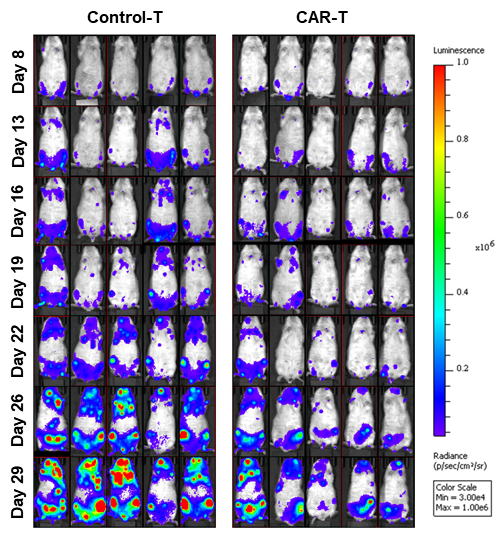 Control-T CAR-T
Day 8
Day 13
Day 16
Day 19
Day 22
Day 26
Day 29
Luminescence
1.0
0.8
0.6
x10⁶
0.4
0.2
Radiance
(p/sec/cm²/sr)
Color Scale
Min = 3.00e4
Max = 1.00e6